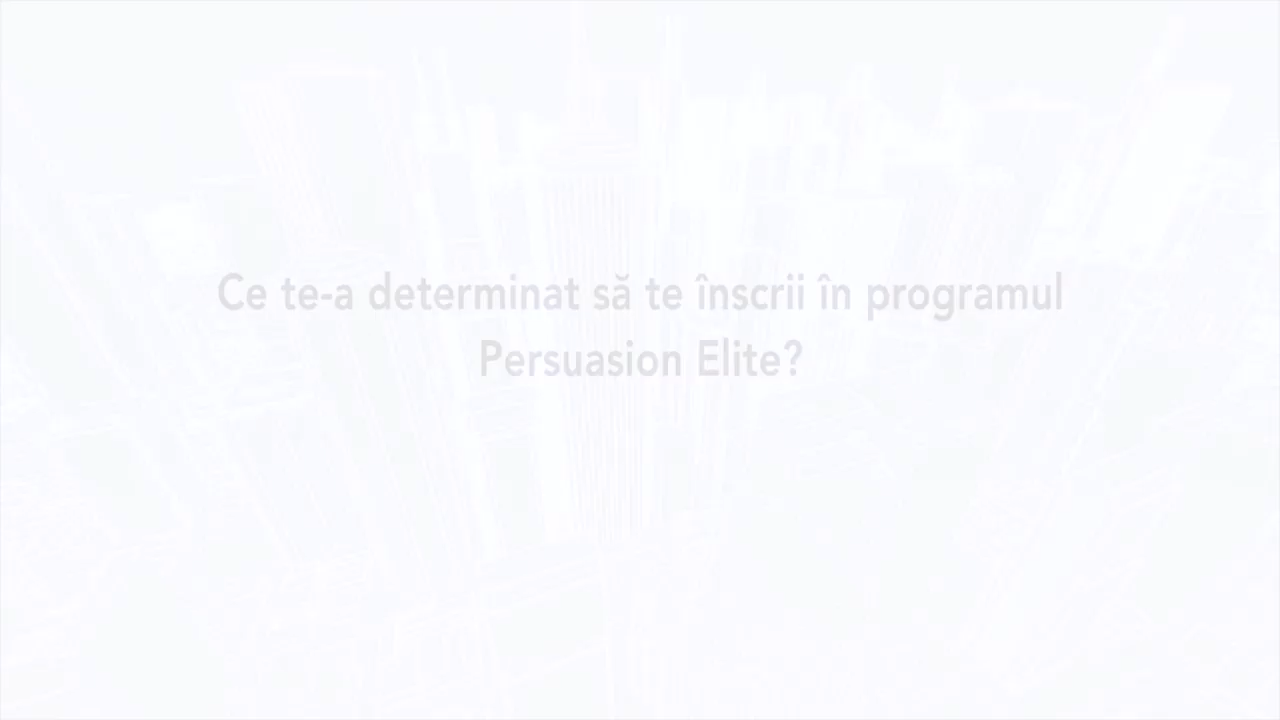 Ce te-a determinat să te înscrii în programul
Persuasion Elite?